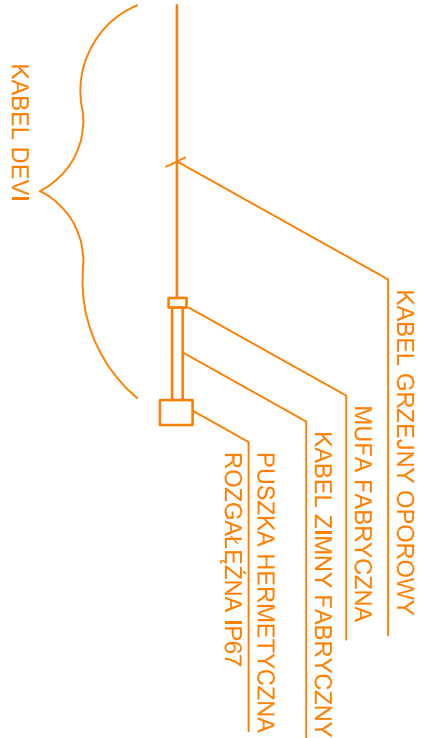 KABEL GRZEJNY OPOROWY
MUFA FABRYCZNA
KABEL ZIMNY FABRYCZNY
PUSZKA HERMETYCZNA
ROZGAŁĘŹNA IP67
KABEL DEVI